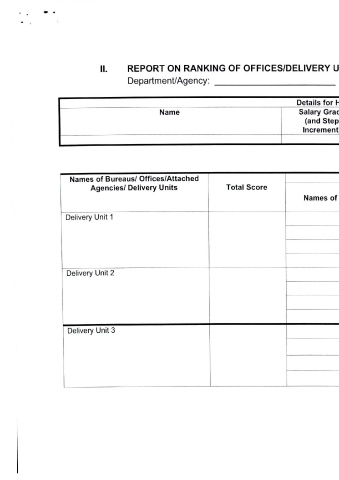 II. REPORT ON RANKING OF OFFICES/DELIVERY U
Department/Agency:
Details for H
Name
Salary Grad
(and Step
Increment
Names of Bureaus/ Offices/Attached
Agencies/ Delivery Units
Total Score
Names of
Delivery Unit 1
Delivery Unit 2
Delivery Unit 3